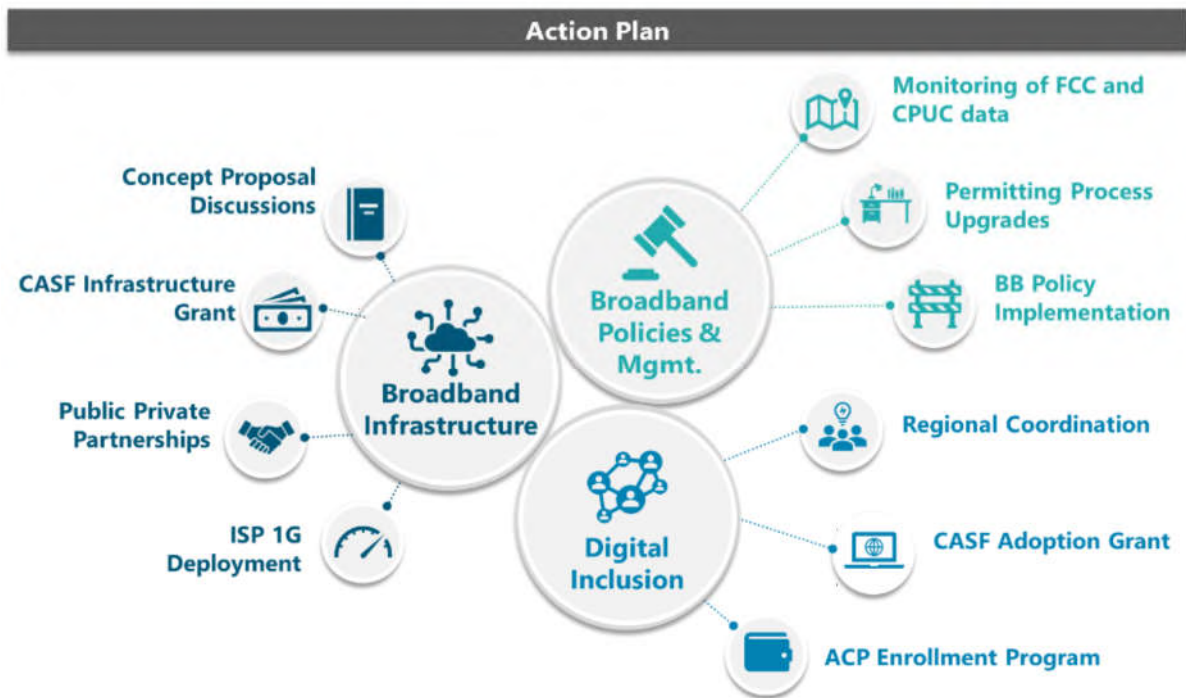 Action Plan
Concept Proposal
Discussions
CASF Infrastructure
Grant
Public Private
Partnerships
ISP 1G
Deployment
Broadband
Infrastructure
Broadband
Policies &
Mgmt.
Monitoring of FCC and
CPUC data
Permitting Process
Upgrades
BB Policy
Implementation
Digital
Inclusion
Regional Coordination
CASF Adoption Grant
ACP Enrollment Program